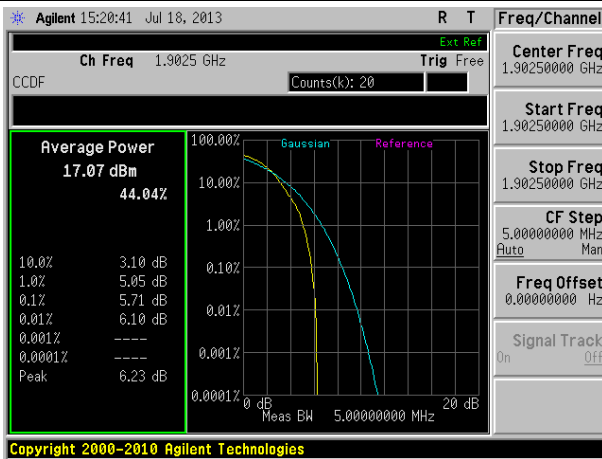 Agilent 15:20:41 Jul 18, 2013 R T Freq/Channel
Ext Ref
Ch Freq 1.9025 GHz Trig Free
CCDF Counts(k): 20
Center Freq
1.90250000 GHz
Start Freq
1.90250000 GHz
Stop Freq
1.90250000 GHz
CF Step
5.00000000 MHz
Auto Man
Freq Offset
0.00000000 Hz
Signal Track
On Off
Average Power
17.07 dBm
44.04%
10.0% 3.10 dB
1.0% 5.05 dB
0.1% 5.71 dB
0.01% 6.10 dB
0.001% ----
0.0001% ----
Peak 6.23 dB
100.00% Gaussian Reference
10.00%
1.00%
0.10%
0.01%
0.001%
0.0001%
0 dB 20 dB
Meas BW 5.00000000 MHz
Copyright 2000-2010 Agilent Technologies